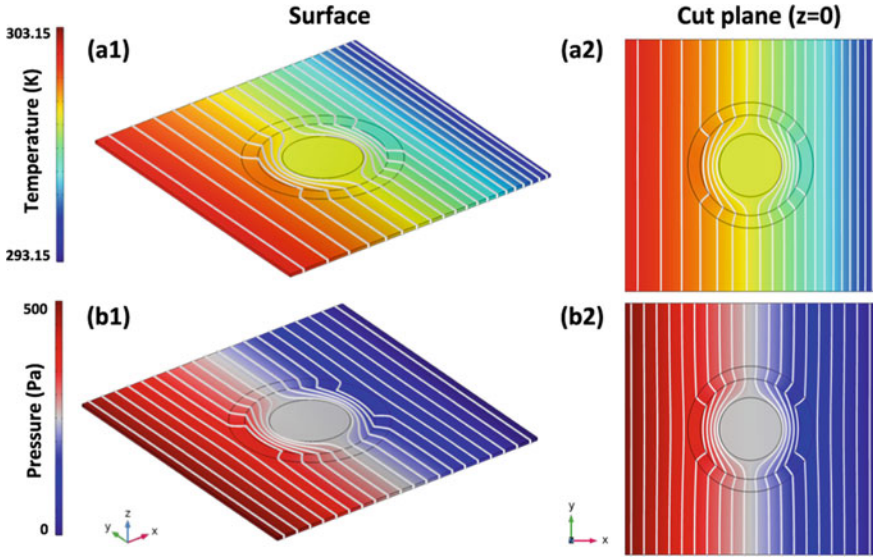 Surface
Cut plane (z=0)
303.15
Temperature (K)
293.15
(a1)
(a2)
500
Pressure (Pa)
0
(b1)
(b2)
z
y
x
y
z
x